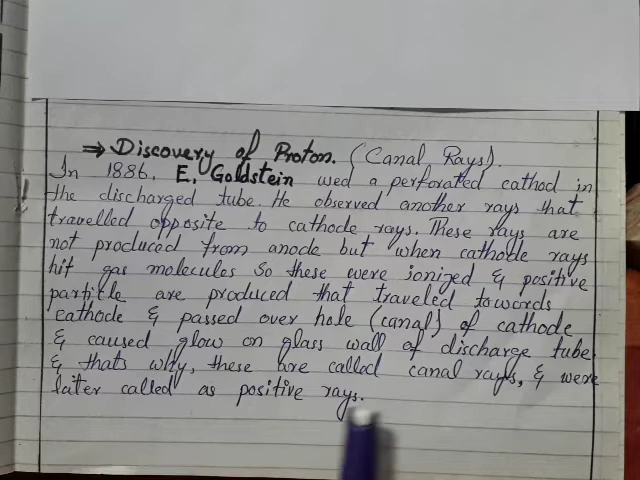 ⇒ Discovery of Proton. (Canal Rays).
In 1886, E. Goldstein used a perforated cathod in
the discharged tube. He observed another rays that
travelled opposite to cathode rays. These rays are
not produced from anode but when cathode rays
hit gas molecules so these were ionized & positive
partitle are produced that traveled towords
cathode & passed over hole (canal) of cathode
& caused glow on glass wall of discharge tube
& thats why, these are called canal rays, & were
later called as positive rays.